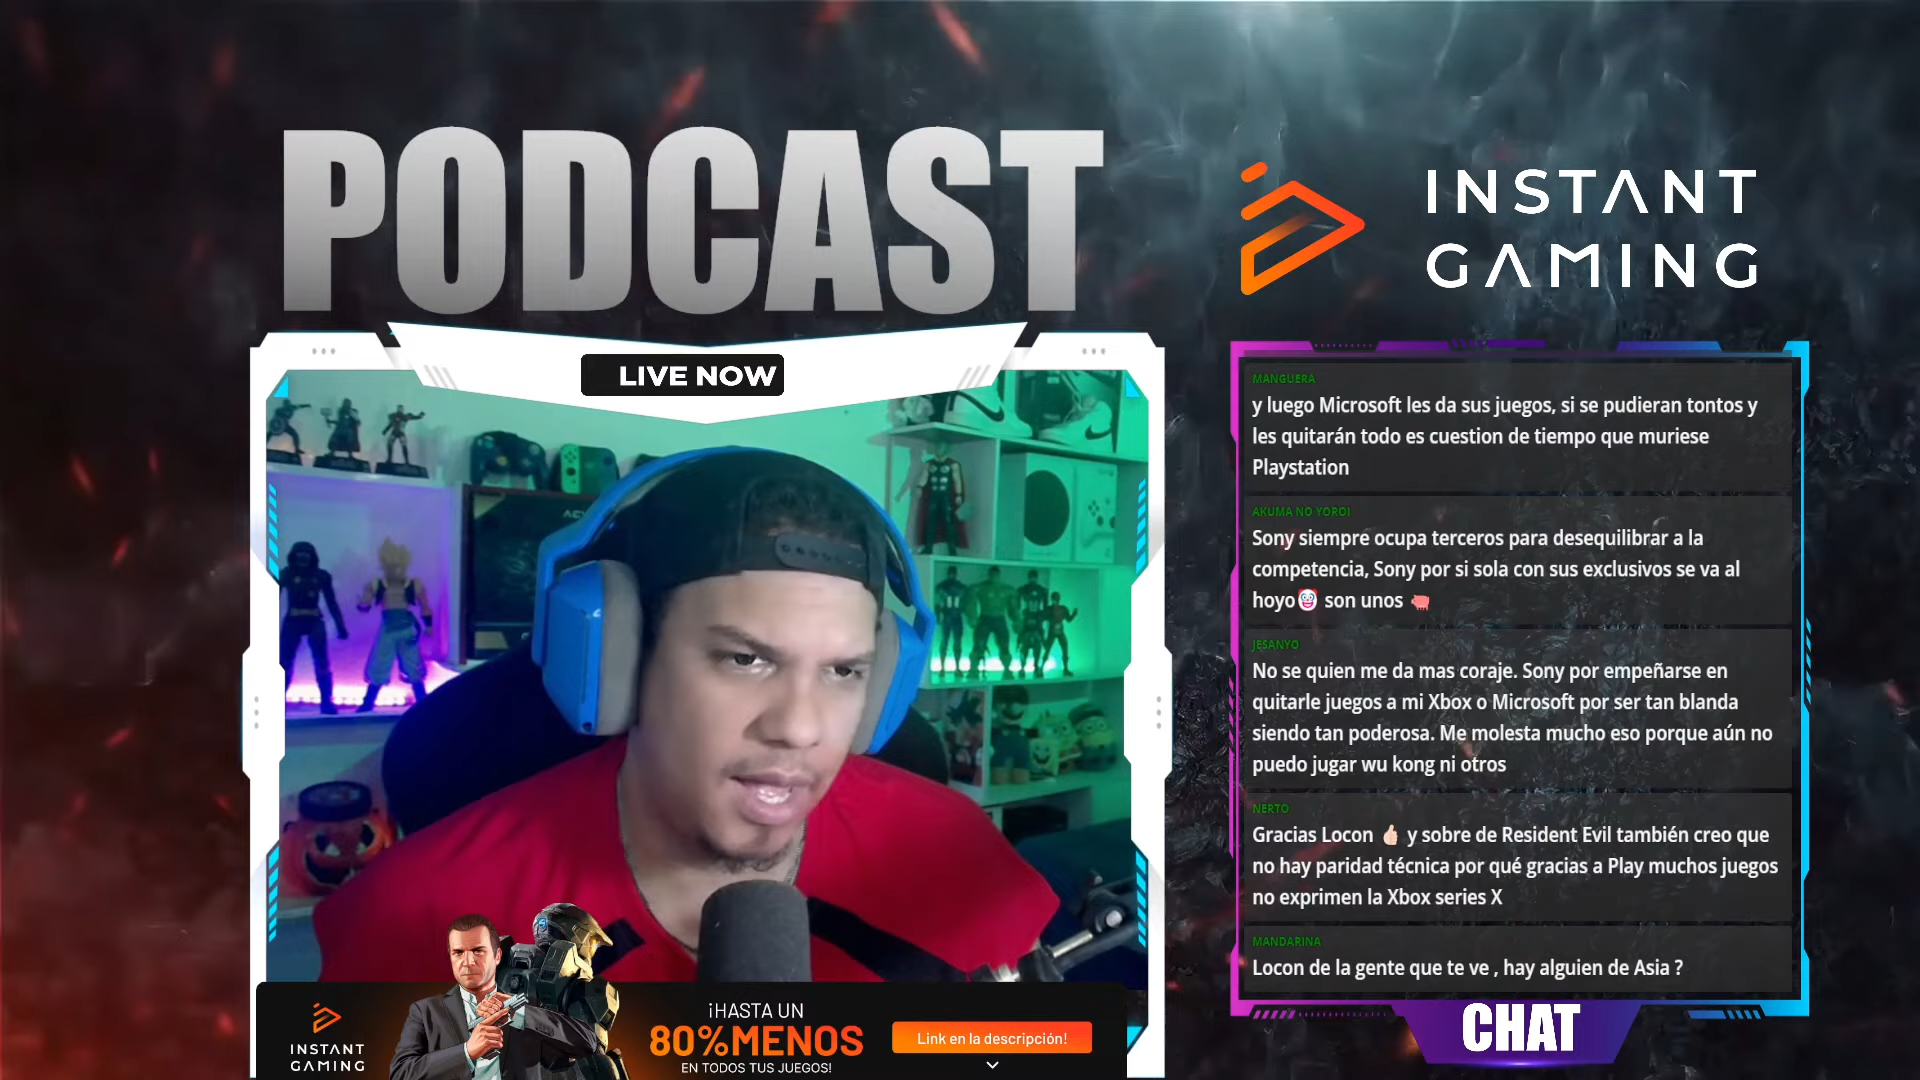 PODCAST
INSTANT
GAMING
LIVE NOW
MANGUERA
y luego Microsoft les da sus juegos, si se pudieran tontos y
les quitarán todo es cuestion de tiempo que muriese
Playstation
AKUMA NO YOROI
Sony siempre ocupa terceros para desequilibrar a la
competencia, Sony por si sola con sus exclusivos se va al
hoyo🤡 son unos 🐖
JESANYO
No se quien me da mas coraje. Sony por empeñarse en
quitarle juegos a mi Xbox o Microsoft por ser tan blanda
siendo tan poderosa. Me molesta mucho eso porque aún no
puedo jugar wu kong ni otros
NERTO
Gracias Locon 👍🏻 y sobre de Resident Evil también creo que
no hay paridad técnica por qué gracias a Play muchos juegos
no exprimen la Xbox series X
MANDARINA
Locon de la gente que te ve , hay alguien de Asia ?
CHAT
INSTANT
GAMING
¡HASTA UN
80%MENOS
EN TODOS TUS JUEGOS!
Link en la descripción!